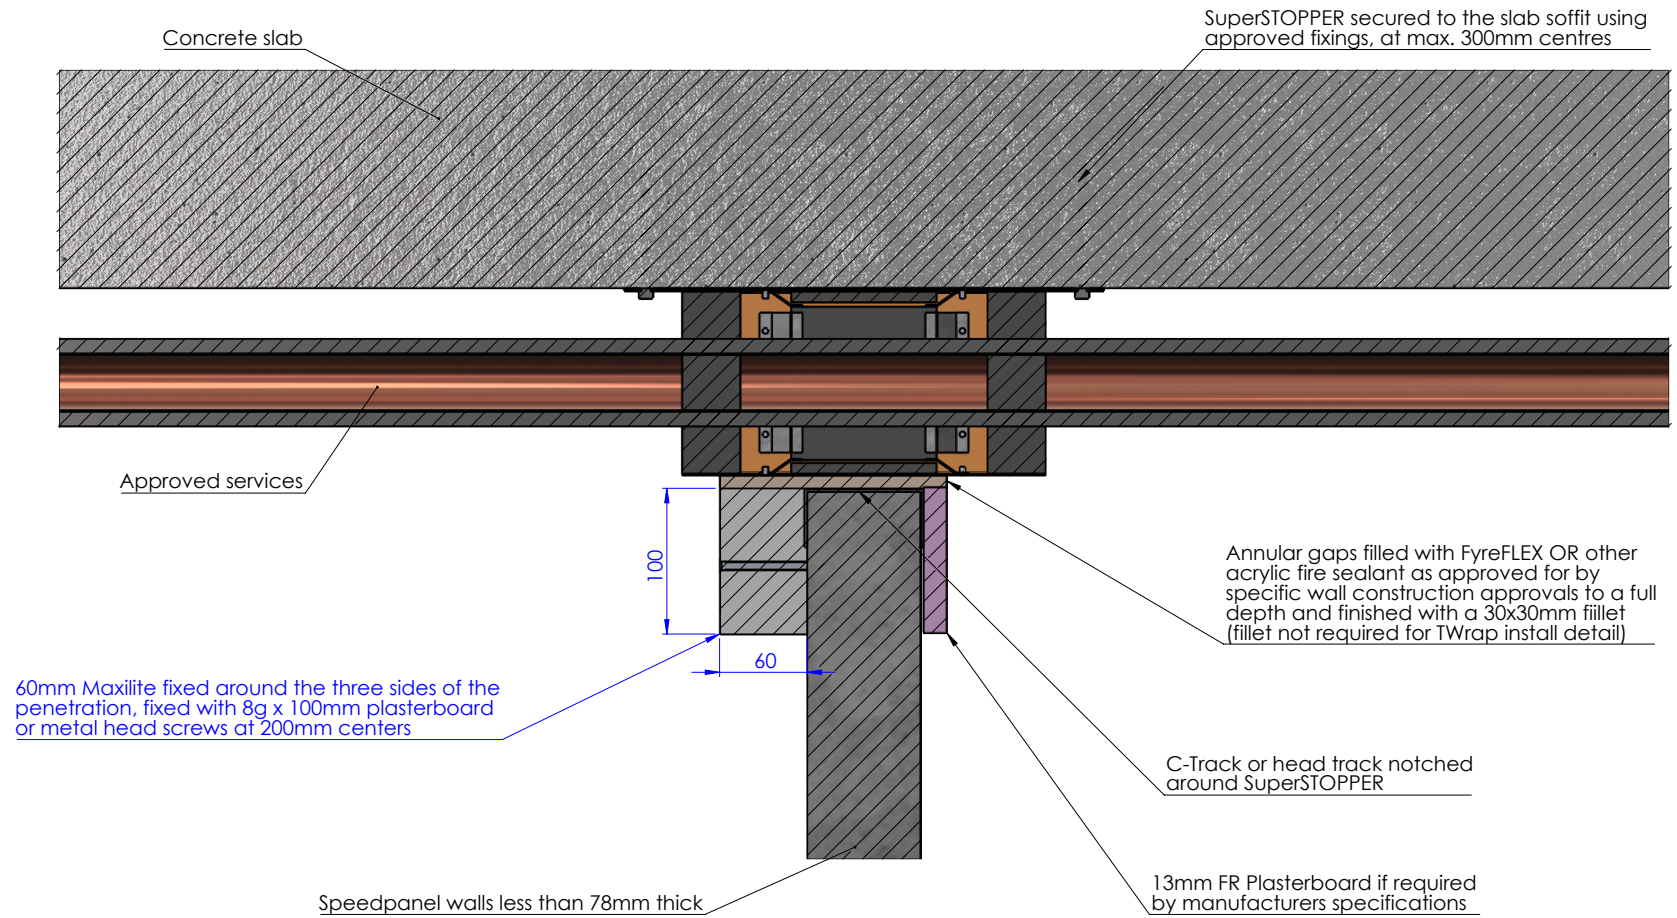 SuperSTOPPER secured to the slab soffit using
approved fixings, at max. 300mm centres
Concrete slab
Approved services
100
60
Annular gaps filled with FyreFLEX OR other
acrylic fire sealant as approved for by
specific wall construction approvals to a full
depth and finished with a 30x30mm fiillet
(fillet not required for TWrap install detail)
60mm Maxilite fixed around the three sides of the
penetration, fixed with 8g x 100mm plasterboard
or metal head screws at 200mm centers
C-Track or head track notched
around SuperSTOPPER
13mm FR Plasterboard if required
by manufacturers specifications
Speedpanel walls less than 78mm thick